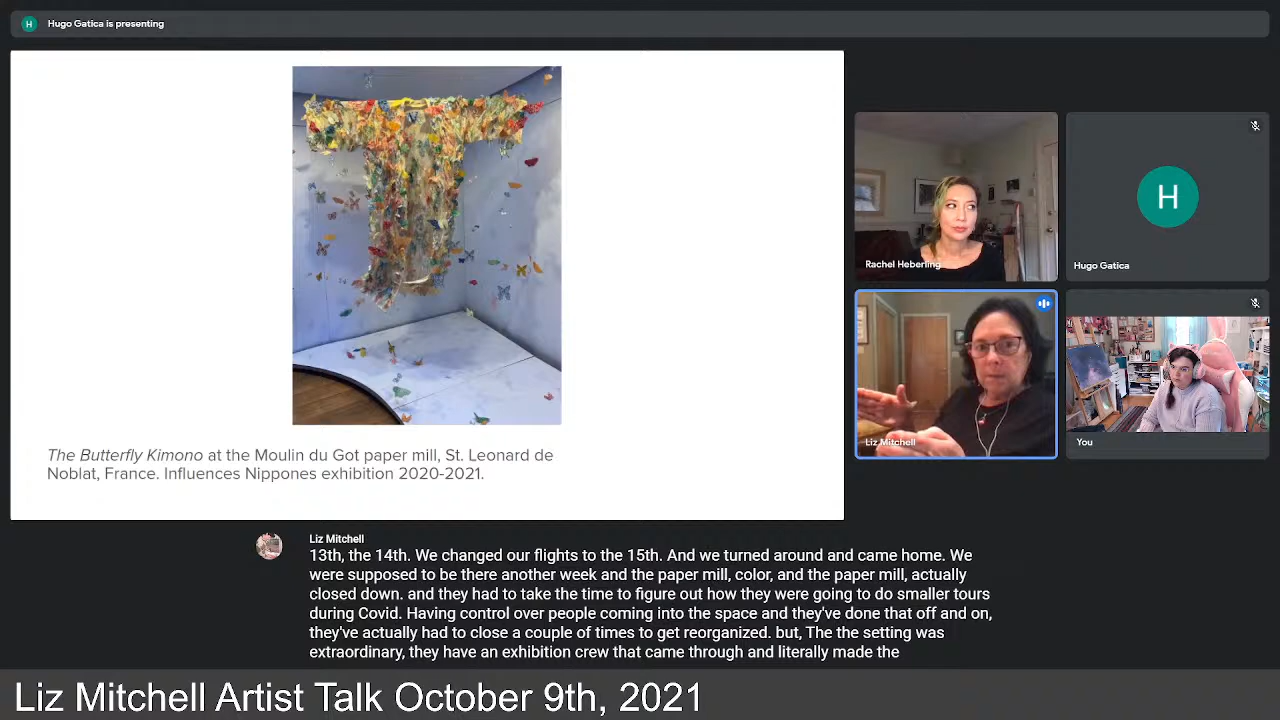 H Hugo Gatica is presenting
The Butterfly Kimono at the Moulin du Got paper mill, St. Leonard de
Noblat, France. Influences Nippones exhibition 2020-2021.
Rachel Heberling
H
Hugo Gatica
Liz Mitchell
You
Liz Mitchell
13th, the 14th. We changed our flights to the 15th. And we turned around and came home. We
were supposed to be there another week and the paper mill, color, and the paper mill, actually
closed down. and they had to take the time to figure out how they were going to do smaller tours
during Covid. Having control over people coming into the space and they've done that off and on,
they've actually had to close a couple of times to get reorganized. but, The the setting was
extraordinary, they have an exhibition crew that came through and literally made the
Liz Mitchell Artist Talk October 9th, 2021